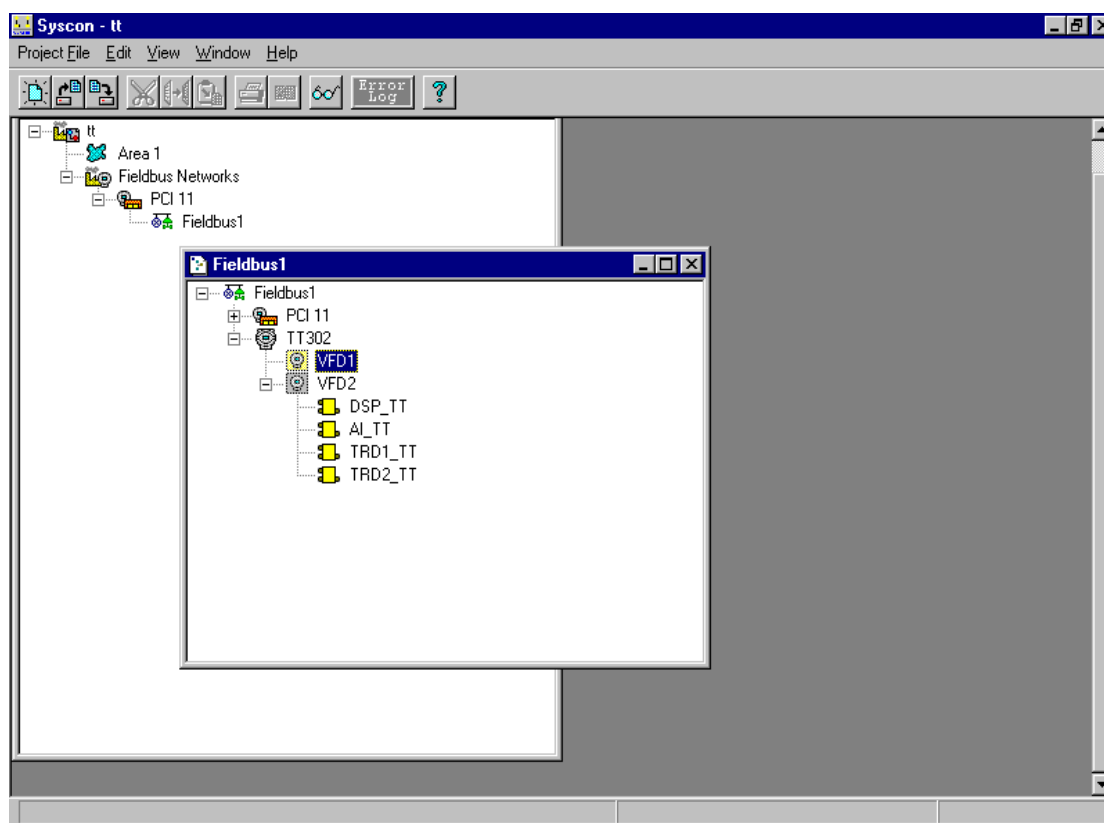 Syscon - tt
Project File Edit View Window Help
Error Log
?
tt
Area 1
Fieldbus Networks
PCI 11
Fieldbus1
Fieldbus1
Fieldbus1
PCI 11
TT302
VFD1
VFD2
DSP_TT
AI_TT
TRD1_TT
TRD2_TT